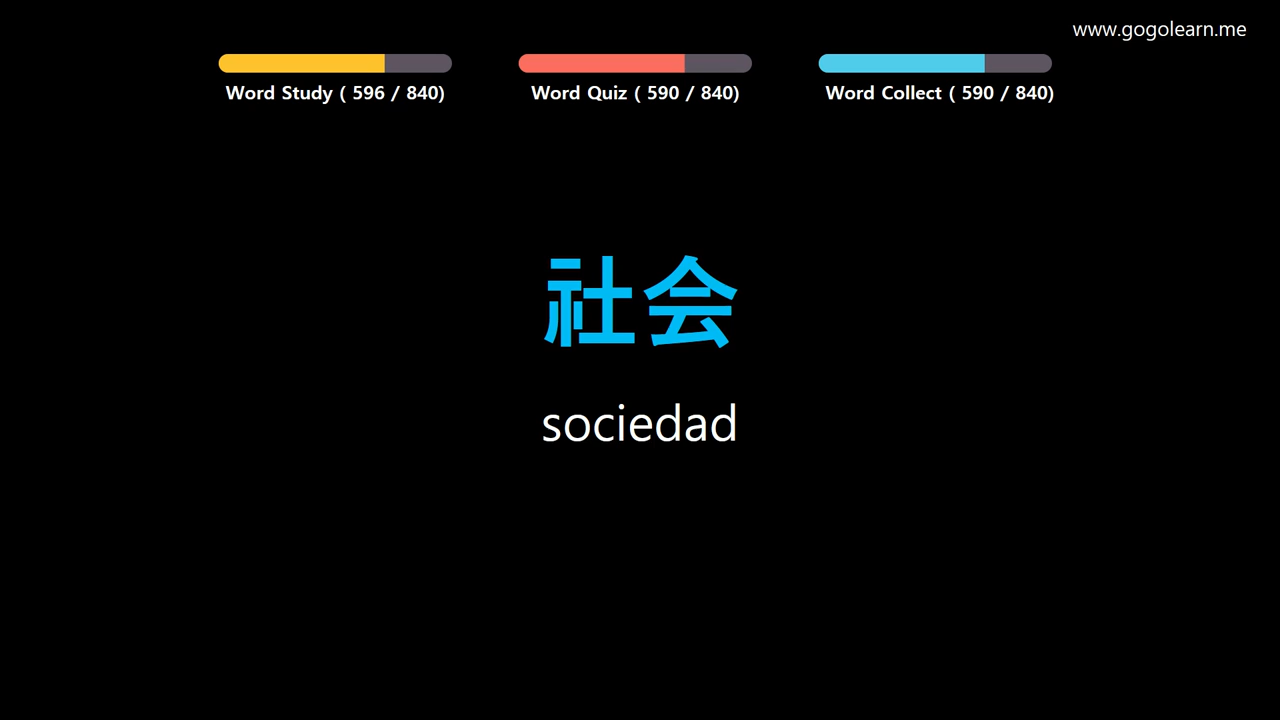 www.gogolearn.me
Word Study ( 596 / 840)
Word Quiz ( 590 / 840)
Word Collect ( 590 / 840)
社会
sociedad